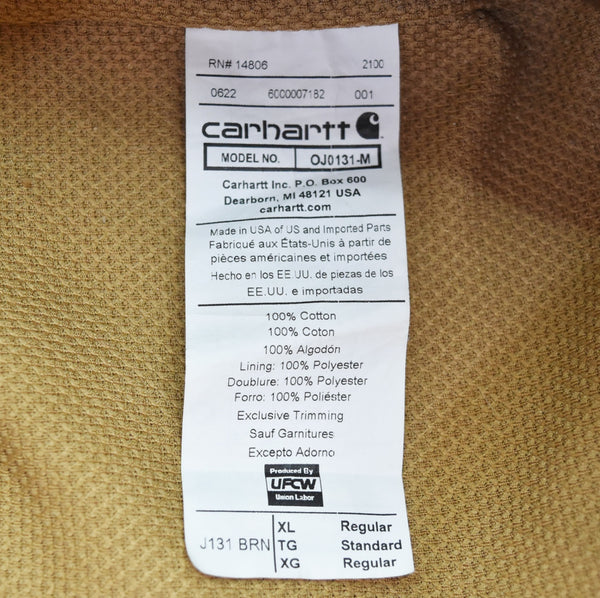 RN# 14806 2100
0622 6000007182 001
carhartt
MODEL NO. OJ0131-M
Carhartt Inc. P.O. Box 600
Dearborn, MI 48121 USA
carhartt.com
Made in USA of US and Imported Parts
Fabriqué aux États-Unis à partir de
pièces américaines et importées
Hecho en los EE.UU. de piezas de los
EE.UU. e importadas
100% Cotton
100% Coton
100% Algodón
Lining: 100% Polyester
Doublure: 100% Polyester
Forro: 100% Poliéster
Exclusive Trimming
Sauf Garnitures
Excepto Adorno
Produced By
UFCW
Union Labor
J131 BRN
XL Regular
TG Standard
XG Regular